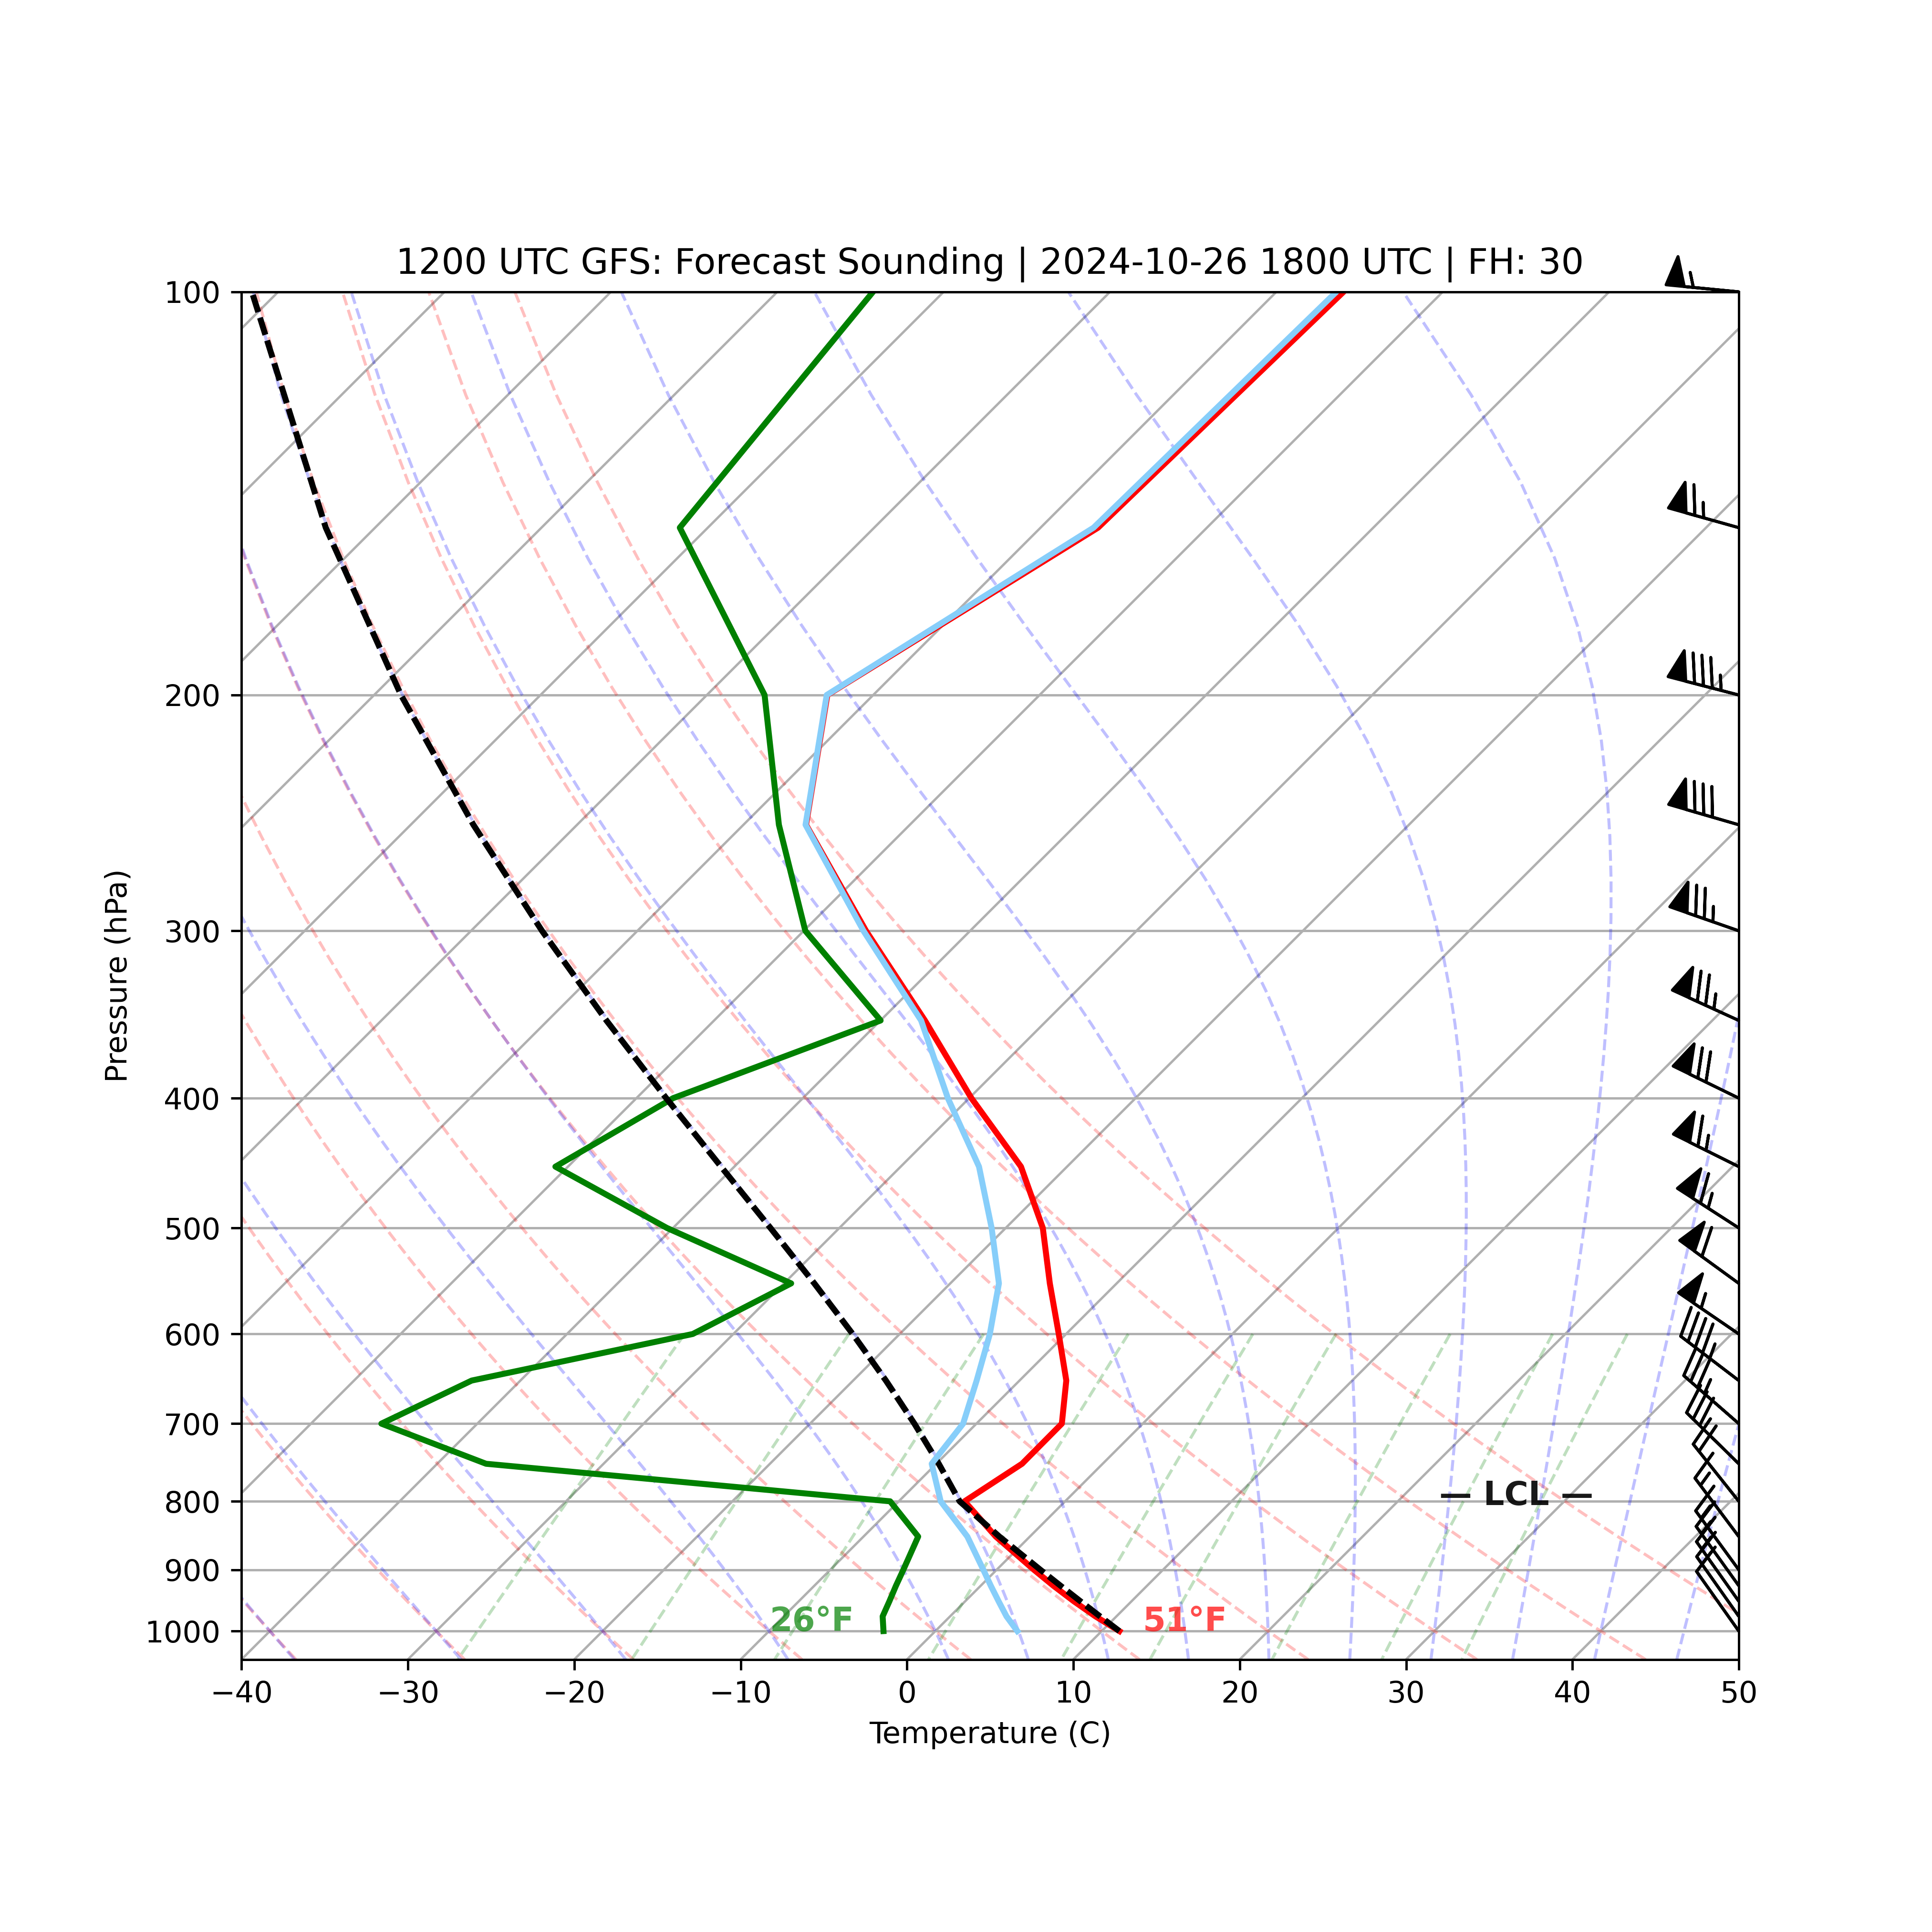 1200 UTC GFS: Forecast Sounding | 2024-10-26 1800 UTC | FH: 30
100
200
300
400
500
600
700
800
900
1000
Pressure (hPa)
— LCL —
26°F
51°F
−40 −30 −20 −10 0 10 20 30 40 50
Temperature (C)